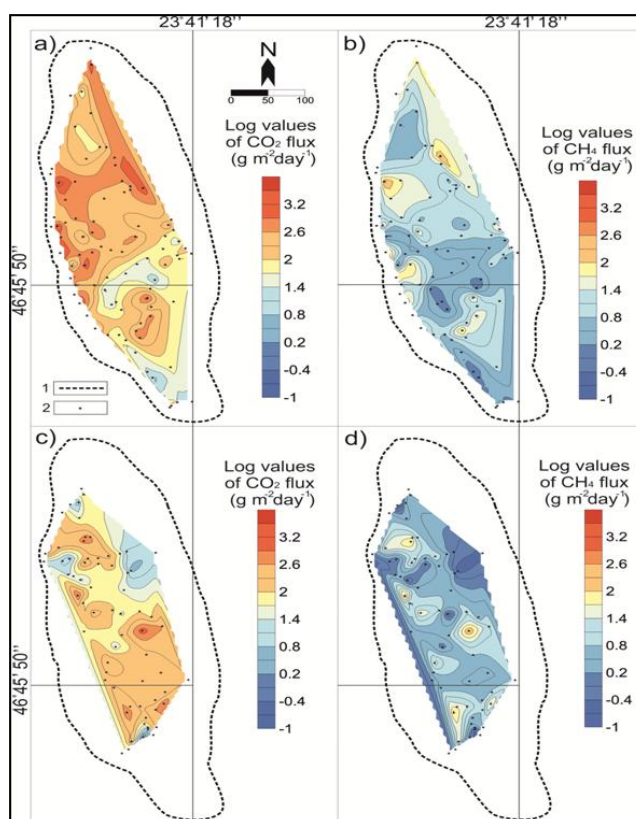 23°41'18'' 23°41'18''
a) N b)
0 50 100
Log values Log values
of CO₂ flux of CH₄ flux
(g m⁻²day⁻¹) (g m⁻²day⁻¹)
3.2 3.2
2.6 2.6
2 2
1.4 1.4
0.8 0.8
0.2 0.2
-0.4 -0.4
-1 -1
46°45'50''
1
2
c) d)
Log values Log values
of CO₂ flux of CH₄ flux
(g m⁻²day⁻¹) (g m⁻²day⁻¹)
3.2 3.2
2.6 2.6
2 2
1.4 1.4
0.8 0.8
0.2 0.2
-0.4 -0.4
-1 -1
46°45'50''